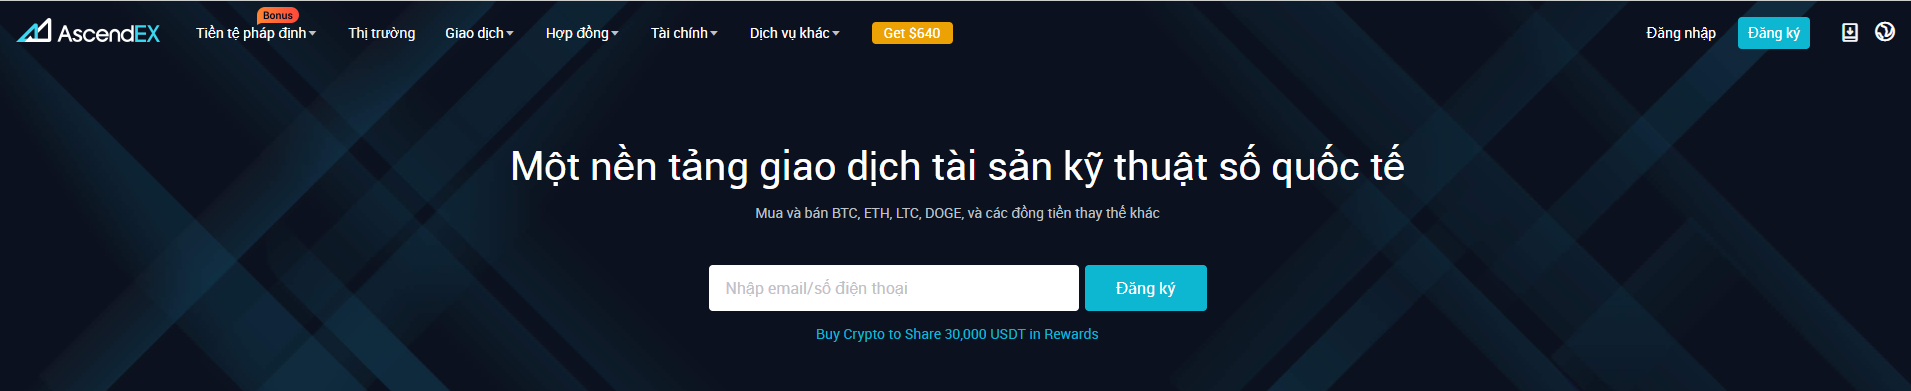 Bonus
AscendEX Tiền tệ pháp định Thị trường Giao dịch Hợp đồng Tài chính Dịch vụ khác Get $640 Đăng nhập Đăng ký
Một nền tảng giao dịch tài sản kỹ thuật số quốc tế
Mua và bán BTC, ETH, LTC, DOGE, và các đồng tiền thay thế khác
Nhập email/số điện thoại Đăng ký
Buy Crypto to Share 30,000 USDT in Rewards